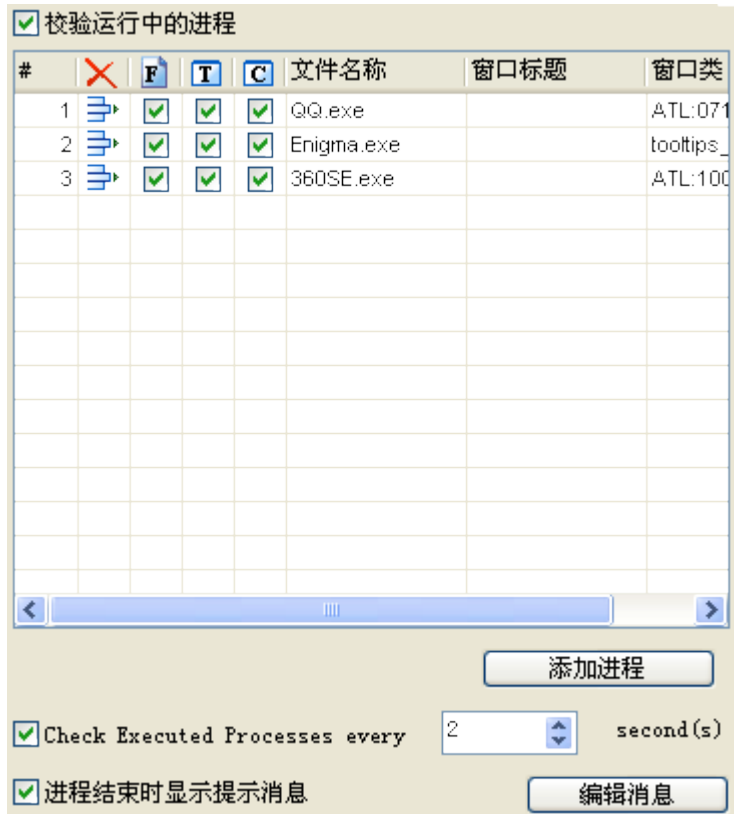 校验运行中的进程
# F T C 文件名称 窗口标题 窗口类
1 QQ.exe ATL:071
2 Enigma.exe tooltips_
3 360SE.exe ATL:100
添加进程
Check Executed Processes every 2 second(s)
进程结束时显示提示消息 编辑消息